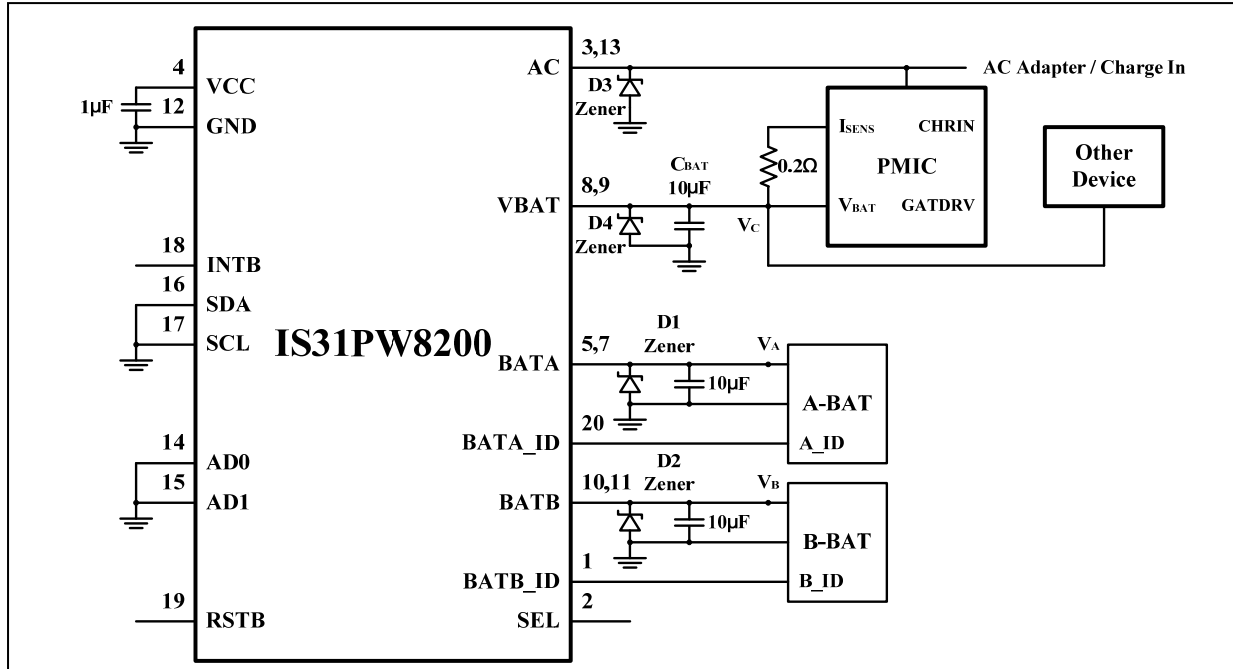 IS31PW8200
4
VCC
1µF
12
GND
18
INTB
16
SDA
17
SCL
14
AD0
15
AD1
19
RSTB
3,13
AC
AC Adapter / Charge In
D3
Zener
ISENS
CHRIN
PMIC
VBAT
GATDRV
0.2Ω
Other
Device
8,9
VBAT
CBAT
10µF
D4
Zener
VC
5,7
BATA
D1
Zener
10µF
VA
A-BAT
A_ID
20
BATA_ID
10,11
BATB
D2
Zener
10µF
VB
B-BAT
B_ID
1
BATB_ID
2
SEL